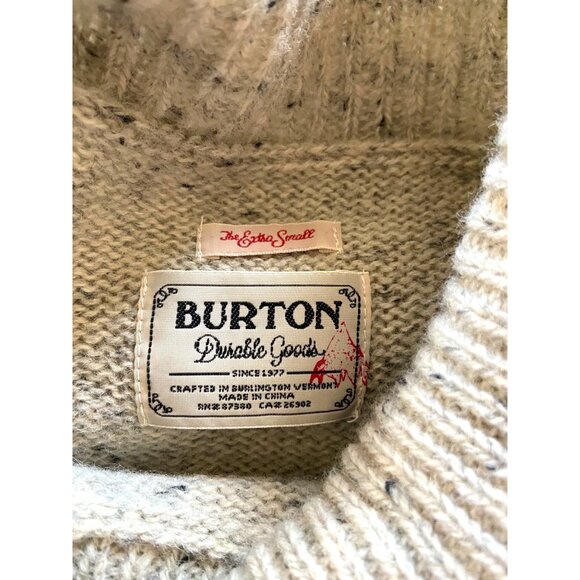 The Extra Small
BURTON
Durable Goods
SINCE 1977
CRAFTED IN BURLINGTON VERMONT
MADE IN CHINA
RN# 87380 CA# 26902